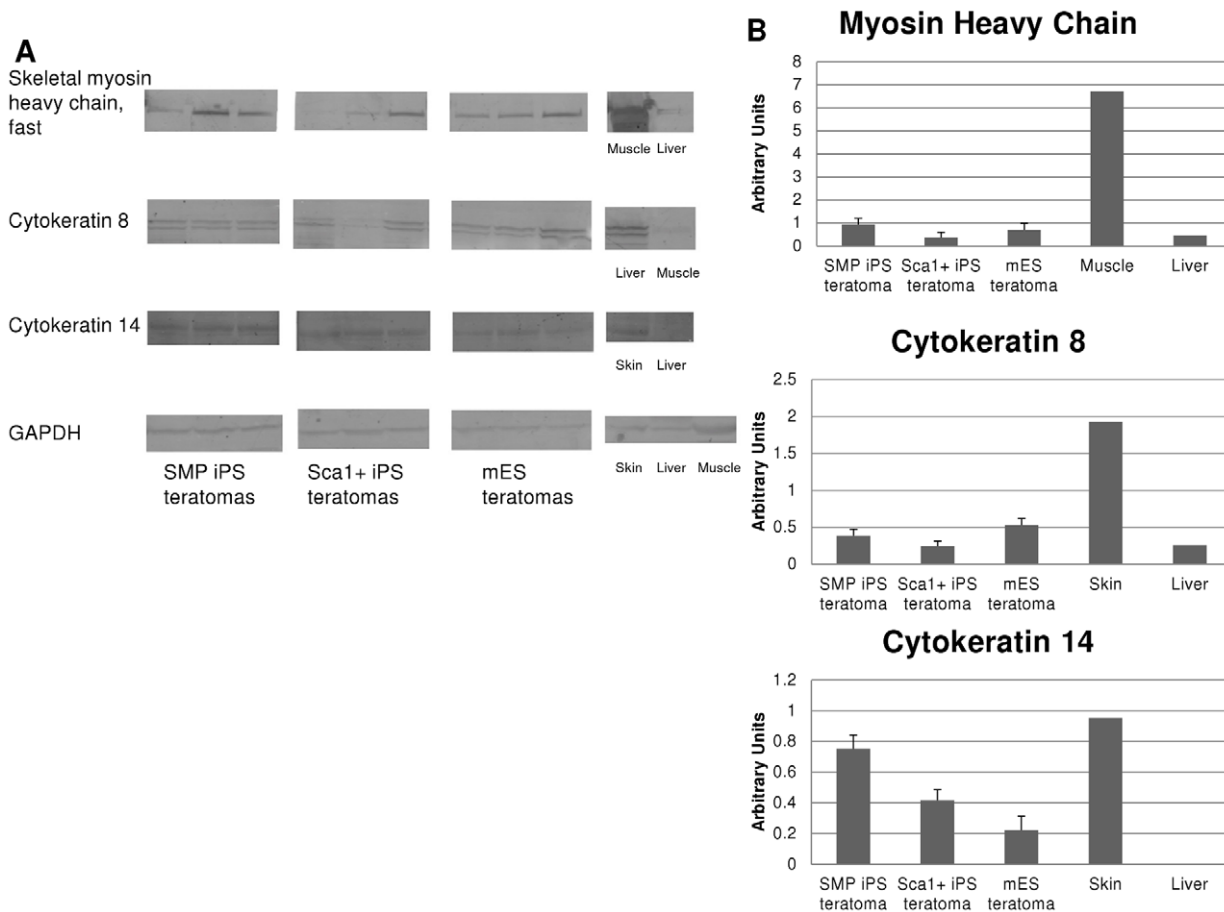 A
Skeletal myosin
heavy chain,
fast
Muscle Liver
Cytokeratin 8
Liver Muscle
Cytokeratin 14
Skin Liver
GAPDH
Skin Liver Muscle
SMP iPS
teratomas
Sca1+ iPS
teratomas
mES
teratomas
B
Myosin Heavy Chain
Arbitrary Units
8
7
6
5
4
3
2
1
0
SMP iPS
teratoma
Sca1+ iPS
teratoma
mES
teratoma
Muscle
Liver
Cytokeratin 8
Arbitrary Units
2.5
2
1.5
1
0.5
0
SMP iPS
teratoma
Sca1+ iPS
teratoma
mES
teratoma
Skin
Liver
Cytokeratin 14
Arbitrary Units
1.2
1
0.8
0.6
0.4
0.2
0
SMP iPS
teratoma
Sca1+ iPS
teratoma
mES
teratoma
Skin
Liver